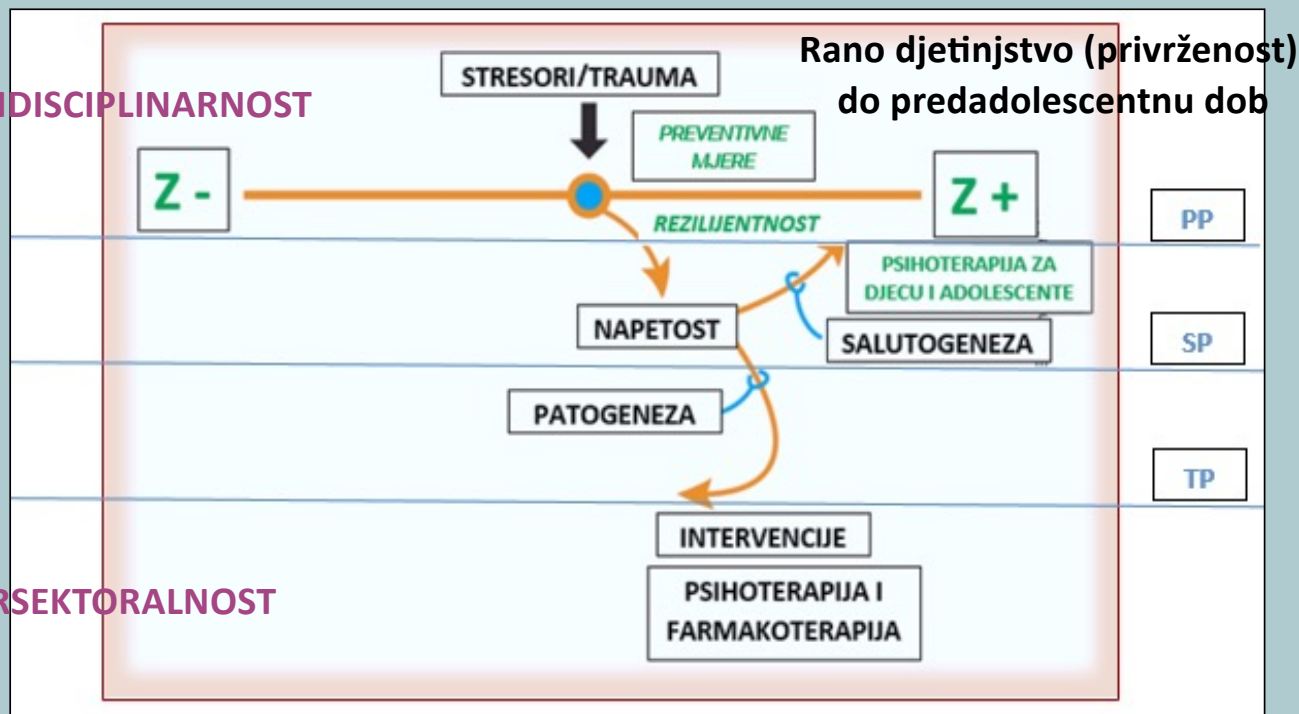 Rano djetinjstvo (privrženost)
do predadolescentnu dob
STRESORI/TRAUMA
IDISCIPLINARNOST
PREVENTIVNE
MJERE
Z -
Z +
PP
REZILIJENTNOST
PSIHOTERAPIJA ZA
DJECU I ADOLESCENTE
NAPETOST
SALUTOGENEZA
SP
PATOGENEZA
TP
INTERVENCIJE
RSEKTORALNOST
PSIHOTERAPIJA I
FARMAKOTERAPIJA